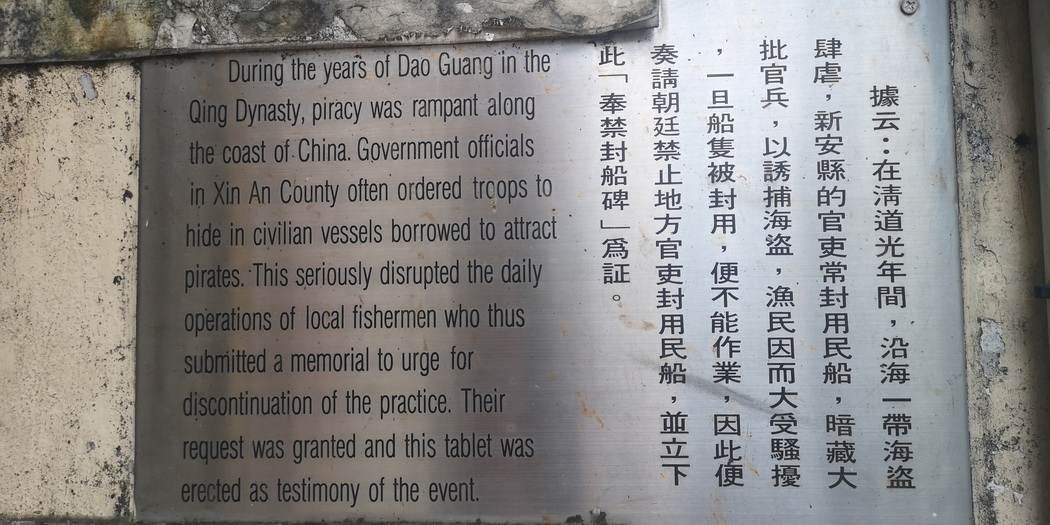 During the years of Dao Guang in the
Qing Dynasty, piracy was rampant along
the coast of China. Government officials
in Xin An County often ordered troops to
hide in civilian vessels borrowed to attract
pirates. This seriously disrupted the daily
operations of local fishermen who thus
submitted a memorial to urge for
discontinuation of the practice. Their
request was granted and this tablet was
erected as testimony of the event.
據云：在清道光年間，沿海一帶海盜
肆虐，新安縣的官吏常封用民船，暗藏大
批官兵，以誘捕海盜，漁民因而大受騷擾
，一旦船隻被封用，便不能作業，因此便
奏請朝廷禁止地方官吏封用民船，並立下
此「奉禁封船碑」爲証。